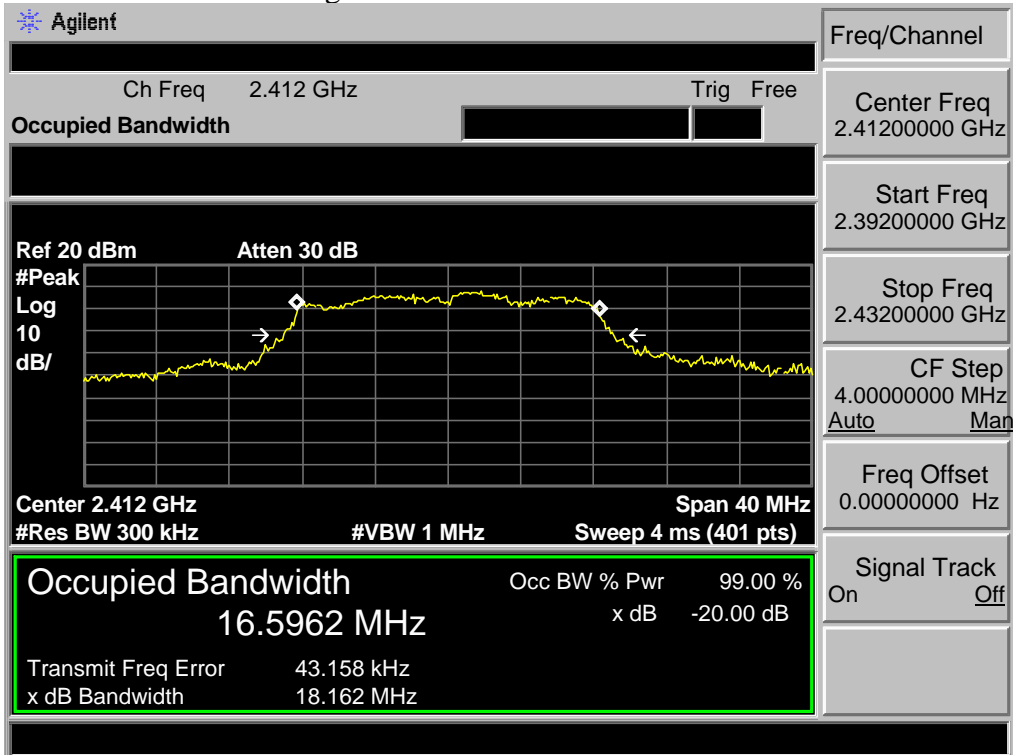 Agilent
Freq/Channel
Ch Freq 2.412 GHz Trig Free
Occupied Bandwidth
Center Freq
2.41200000 GHz
Start Freq
2.39200000 GHz
Ref 20 dBm Atten 30 dB
#Peak
Log
10
dB/
Stop Freq
2.43200000 GHz
CF Step
4.00000000 MHz
Auto Man
Freq Offset
0.00000000 Hz
Center 2.412 GHz Span 40 MHz
#Res BW 300 kHz #VBW 1 MHz Sweep 4 ms (401 pts)
Signal Track
On Off
Occupied Bandwidth Occ BW % Pwr 99.00 %
16.5962 MHz x dB -20.00 dB
Transmit Freq Error 43.158 kHz
x dB Bandwidth 18.162 MHz